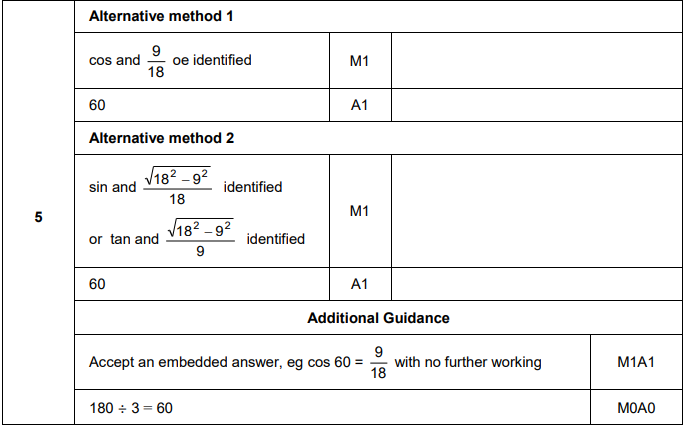 5
Alternative method 1
cos and 9/18 oe identified
M1
60
A1
Alternative method 2
sin and √(18² – 9²)/18 identified
or tan and √(18² – 9²)/9 identified
M1
60
A1
Additional Guidance
Accept an embedded answer, eg cos 60 = 9/18 with no further working
M1A1
180 ÷ 3 = 60
M0A0